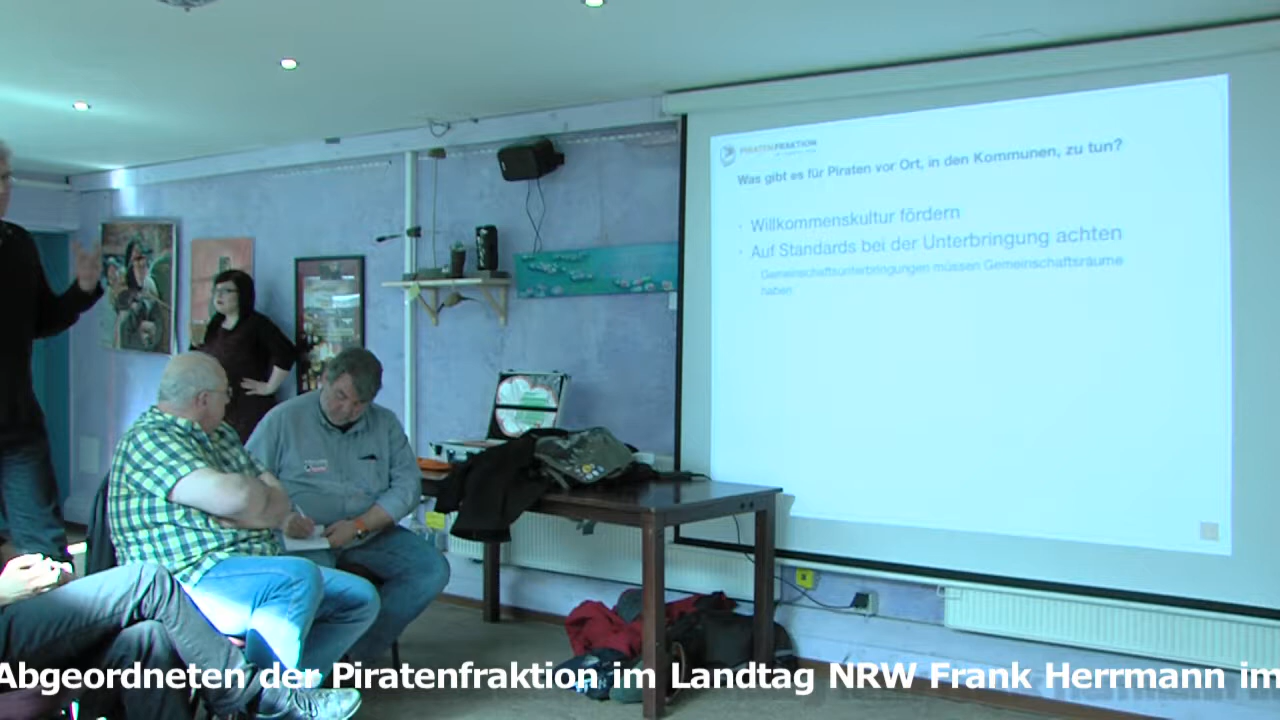 PIRATENFRAKTION
Was gibt es für Piraten vor Ort, in den Kommunen, zu tun?
· Willkommenskultur fördern
· Auf Standards bei der Unterbringung achten
Gemeinschaftsunterbringungen müssen Gemeinschaftsräume
haben
Abgeordneten der Piratenfraktion im Landtag NRW Frank Herrmann im